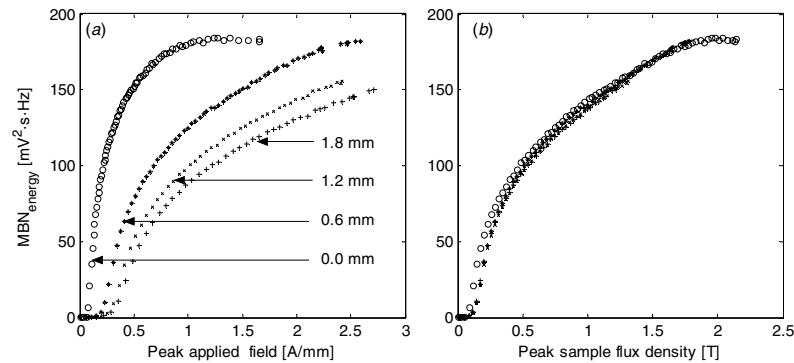 (a)
(b)
200
150
100
50
0
MBN_energy [mV²·s·Hz]
1.8 mm
1.2 mm
0.6 mm
0.0 mm
0 0.5 1 1.5 2 2.5 3
Peak applied field [A/mm]
200
150
100
50
0
0 0.5 1 1.5 2 2.5
Peak sample flux density [T]